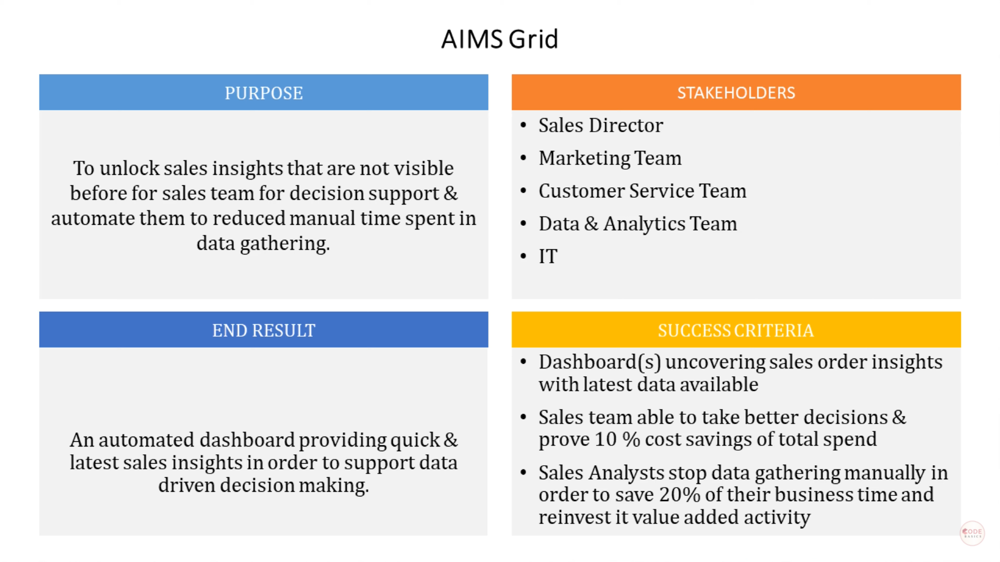 AIMS Grid
PURPOSE
To unlock sales insights that are not visible
before for sales team for decision support &
automate them to reduced manual time spent in
data gathering.
STAKEHOLDERS
• Sales Director
• Marketing Team
• Customer Service Team
• Data & Analytics Team
• IT
END RESULT
An automated dashboard providing quick &
latest sales insights in order to support data
driven decision making.
SUCCESS CRITERIA
• Dashboard(s) uncovering sales order insights
with latest data available
• Sales team able to take better decisions &
prove 10 % cost savings of total spend
• Sales Analysts stop data gathering manually in
order to save 20% of their business time and
reinvest it value added activity
CODE
BASICS